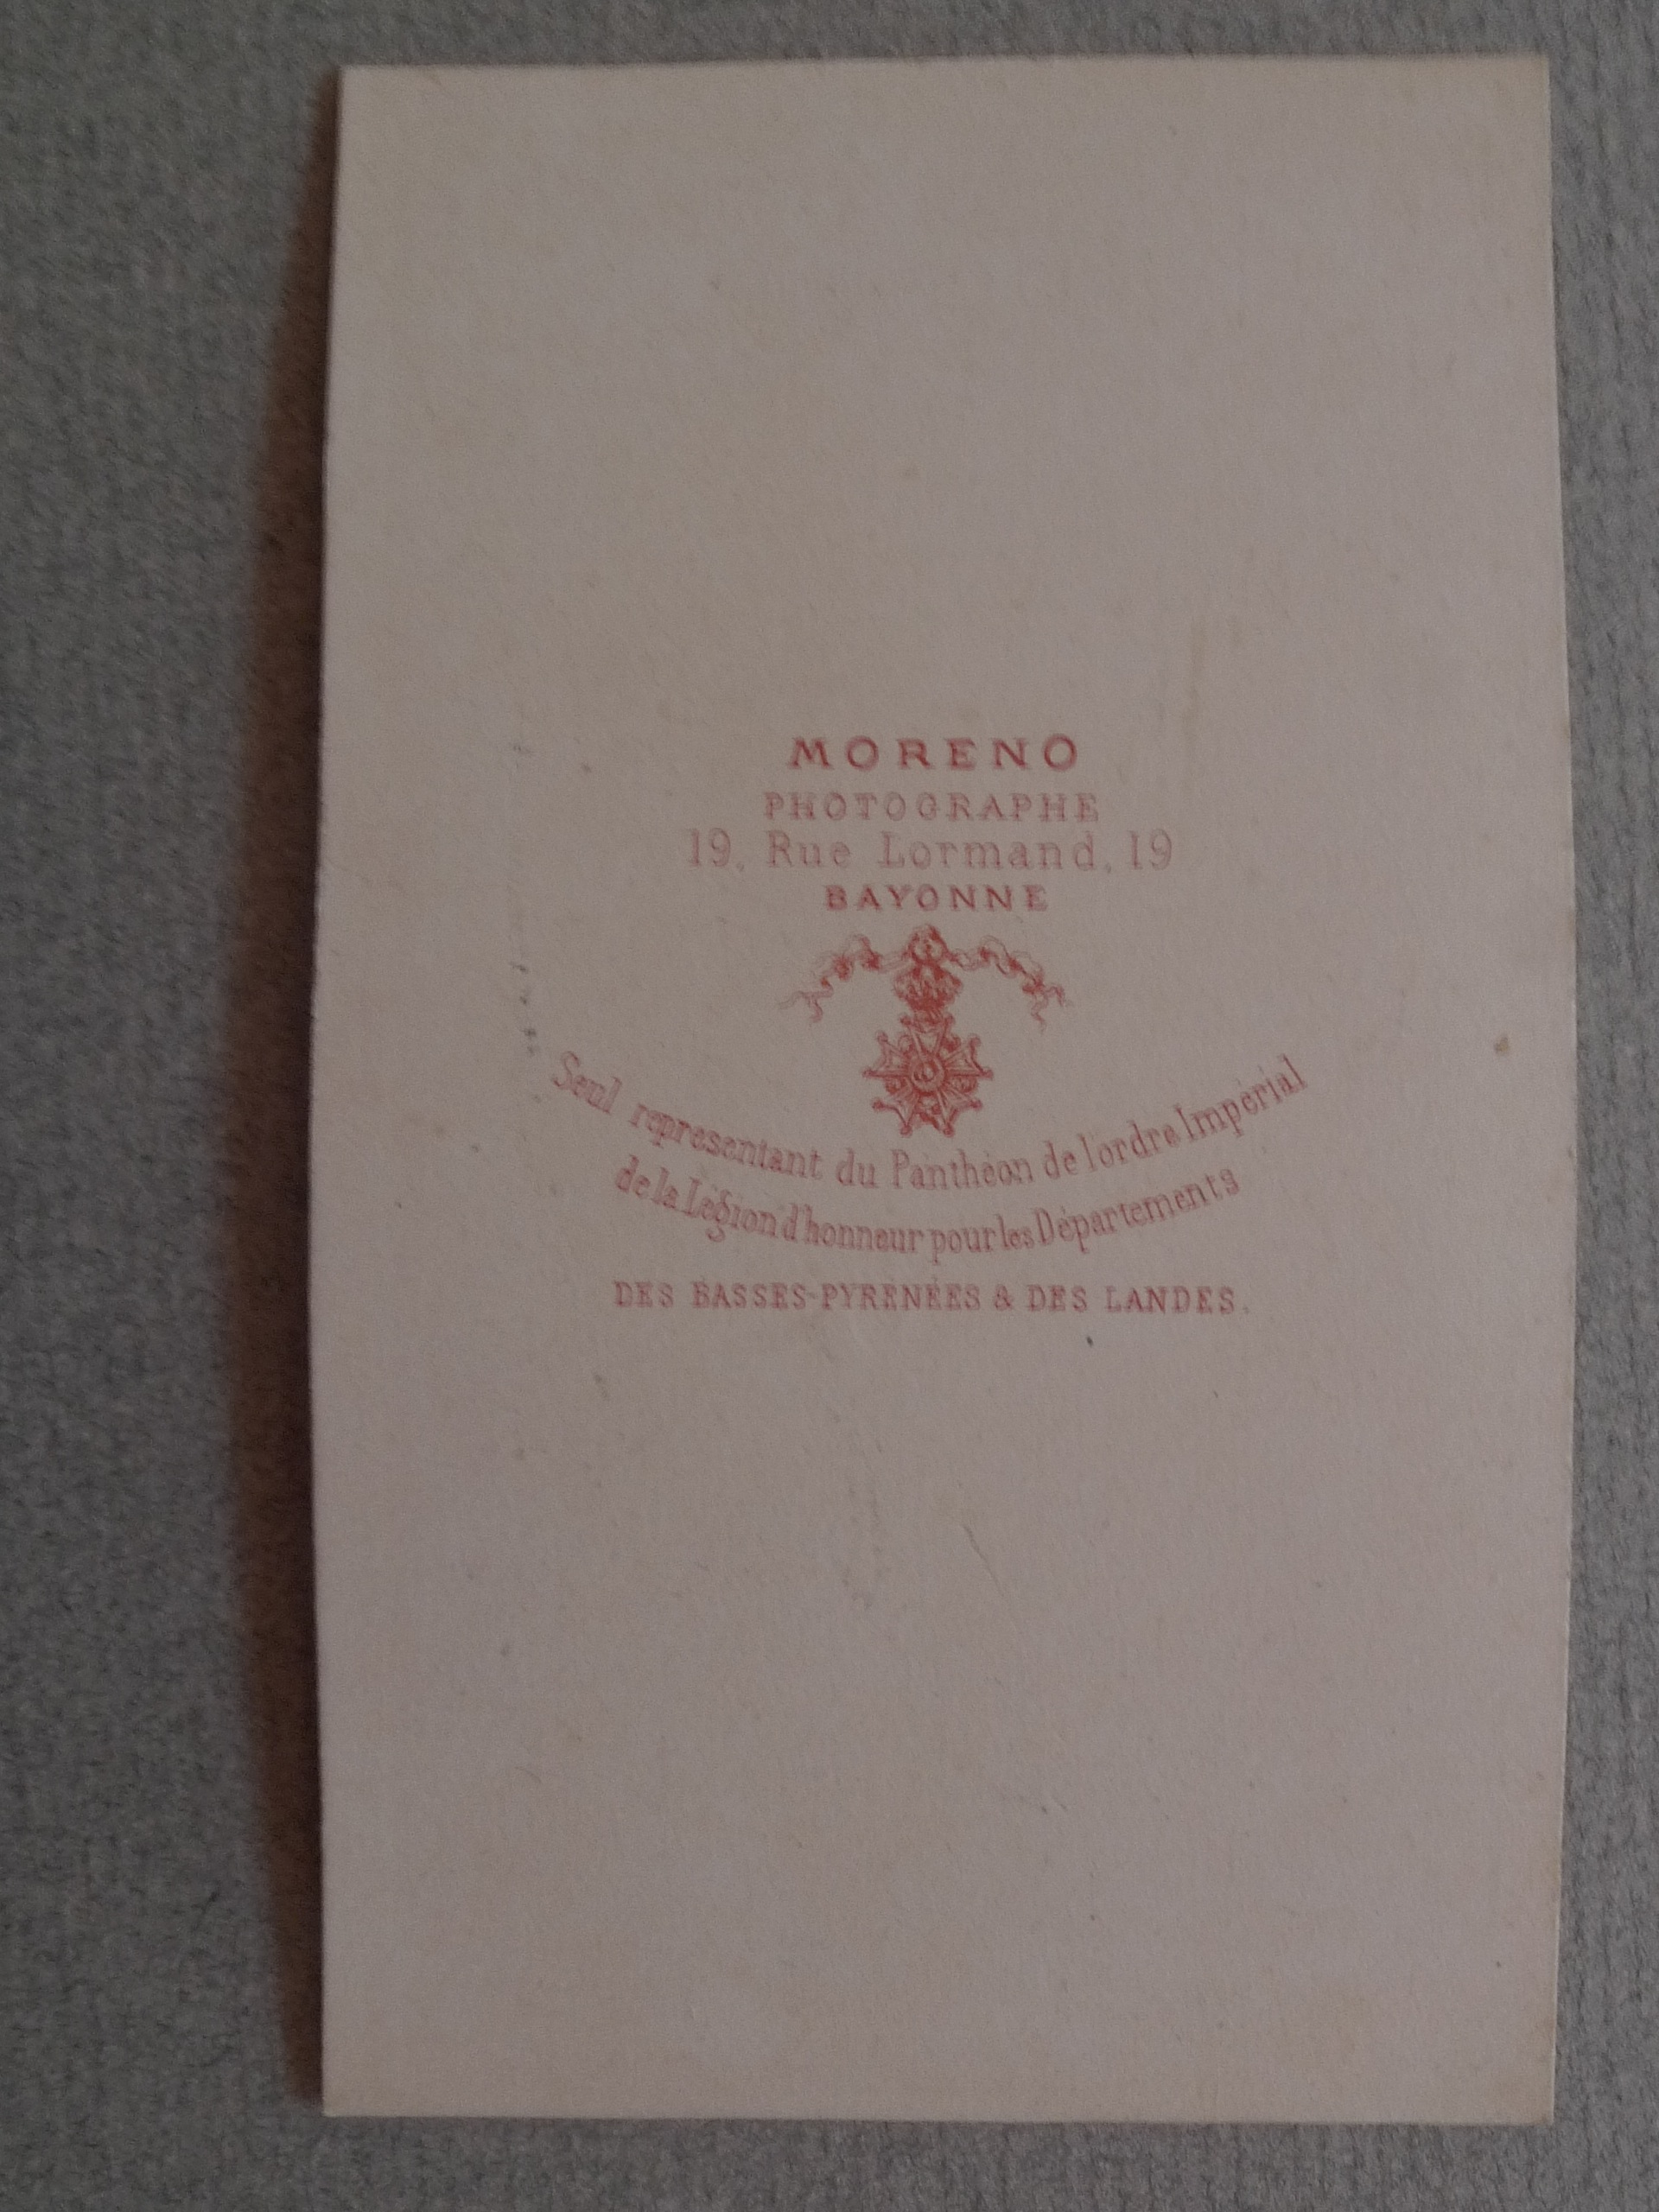 MORENO
PHOTOGRAPHE
19, Rue Lormand, 19
BAYONNE
Seul representant du Panthéon de l'ordre Impérial
de la Légion d'honneur pour les Départements
DES BASSES-PYRÉNÉES & DES LANDES.